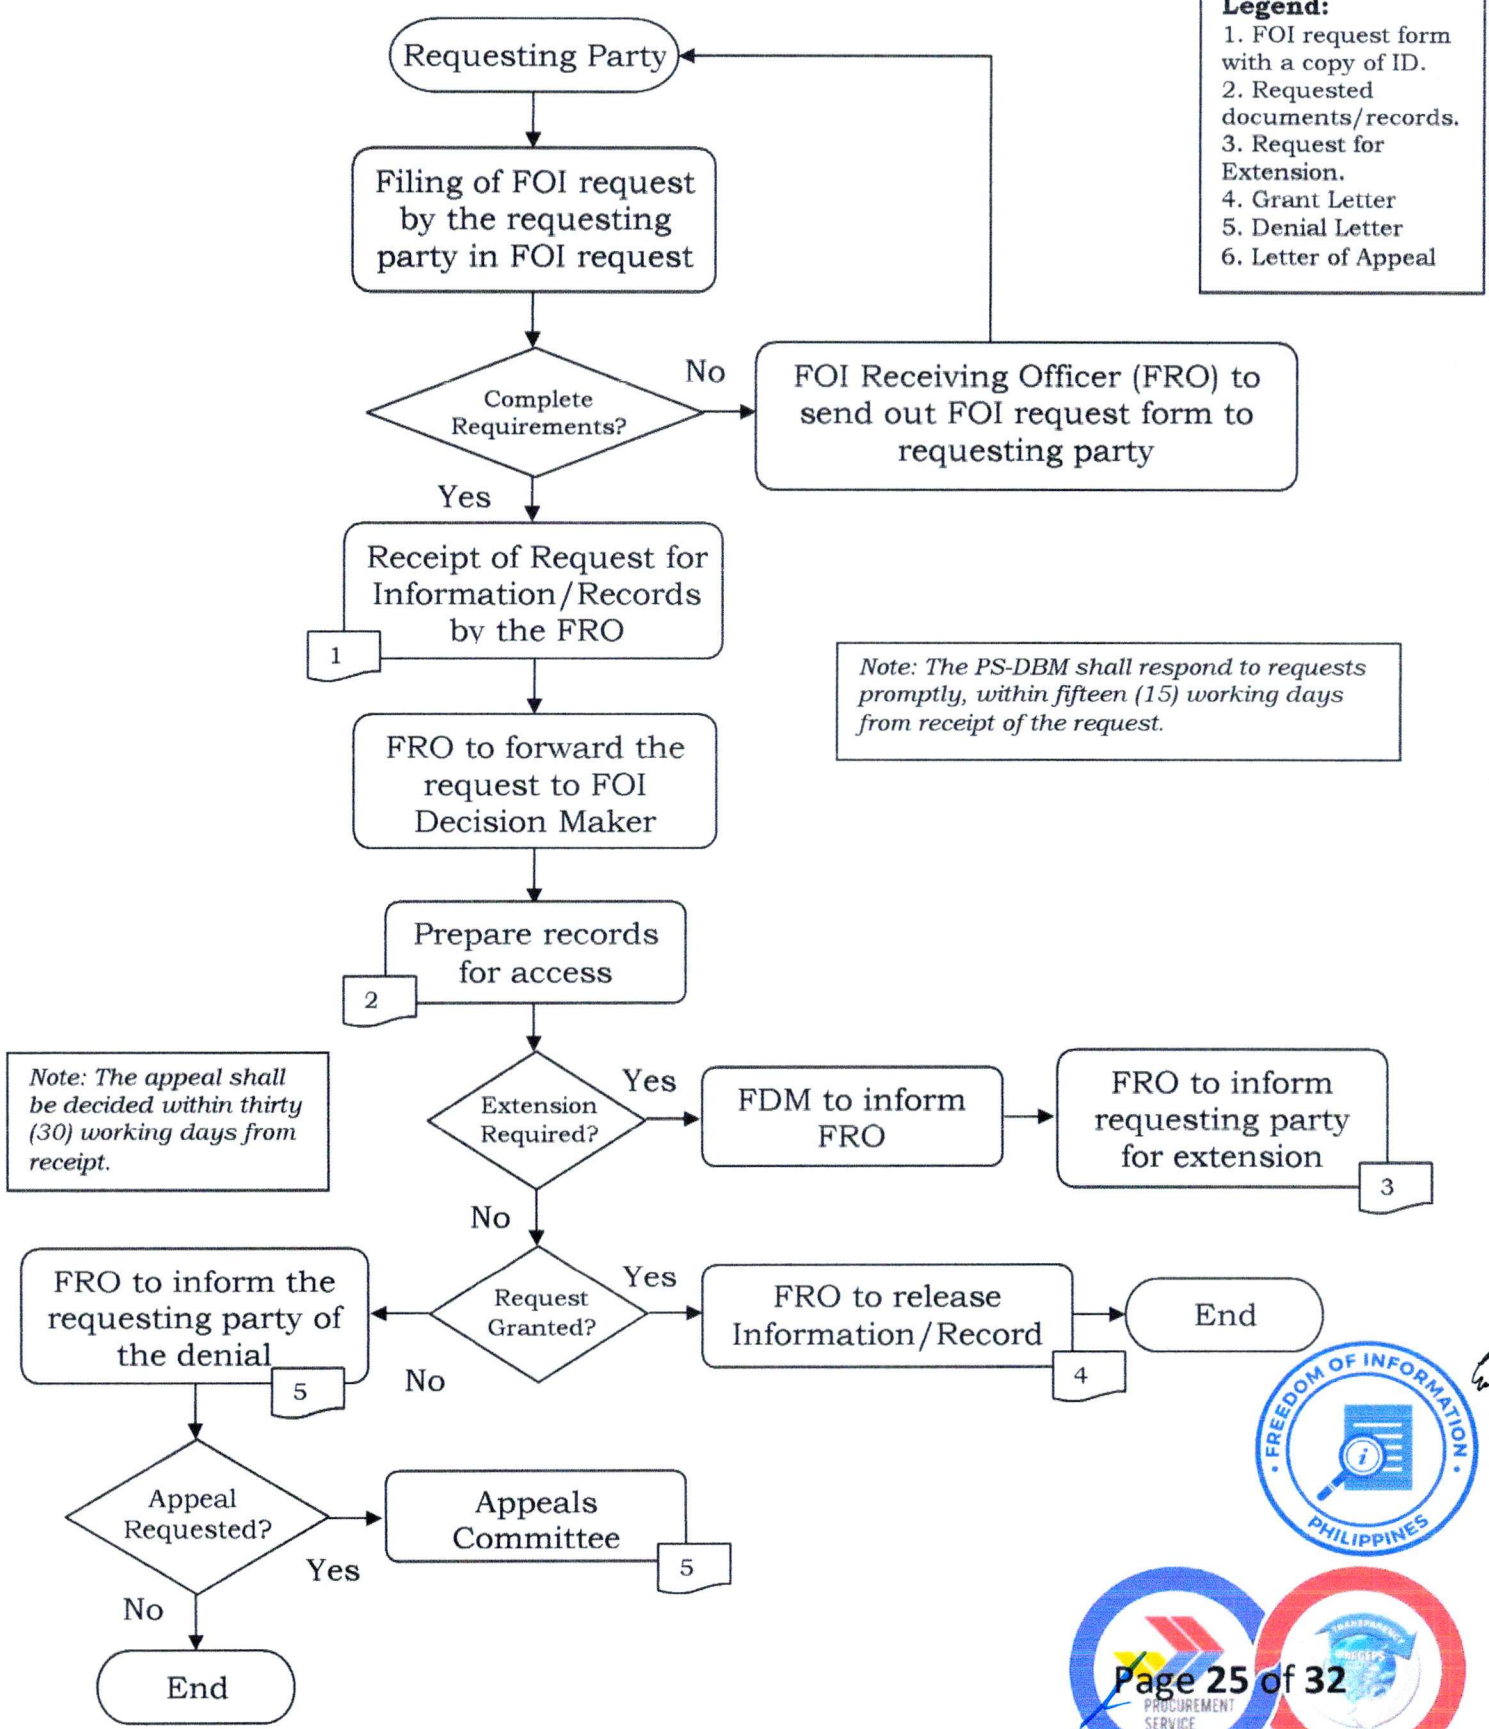 Legend:
1. FOI request form
with a copy of ID.
2. Requested
documents/records.
3. Request for
Extension.
4. Grant Letter
5. Denial Letter
6. Letter of Appeal
Requesting Party
Filing of FOI request
by the requesting
party in FOI request
Complete
Requirements?
No
FOI Receiving Officer (FRO) to
send out FOI request form to
requesting party
Yes
Receipt of Request for
Information/Records
by the FRO
1
Note: The PS-DBM shall respond to requests
promptly, within fifteen (15) working days
from receipt of the request.
FRO to forward the
request to FOI
Decision Maker
Prepare records
for access
2
Note: The appeal shall
be decided within thirty
(30) working days from
receipt.
Extension
Required?
Yes
FDM to inform
FRO
FRO to inform
requesting party
for extension
3
No
FRO to inform the
requesting party of
the denial
5
Request
Granted?
Yes
No
FRO to release
Information/Record
4
End
Appeal
Requested?
Yes
Appeals
Committee
5
No
End
FREEDOM OF INFORMATION
PHILIPPINES
TRANSPARENCY
Page 25 of 32
PROCUREMENT
SERVICE